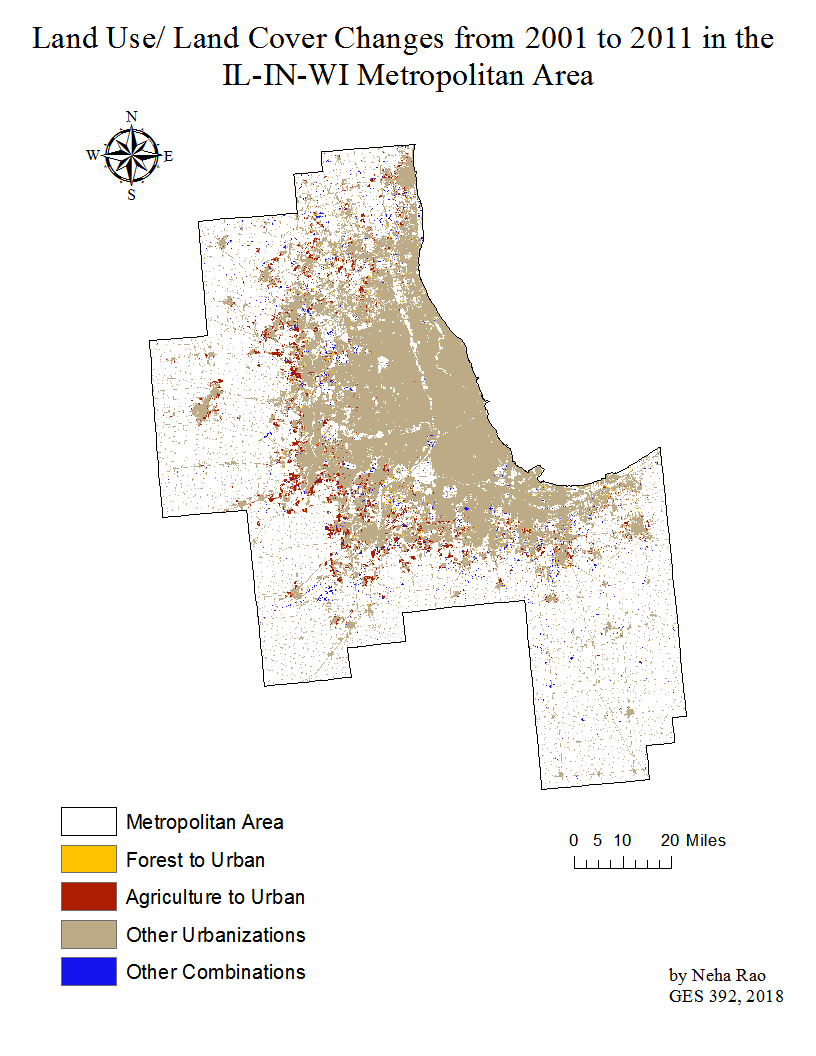 Land Use/ Land Cover Changes from 2001 to 2011 in the
IL-IN-WI Metropolitan Area
N
W E
S
Metropolitan Area
Forest to Urban
Agriculture to Urban
Other Urbanizations
Other Combinations
0 5 10 20 Miles
by Neha Rao
GES 392, 2018